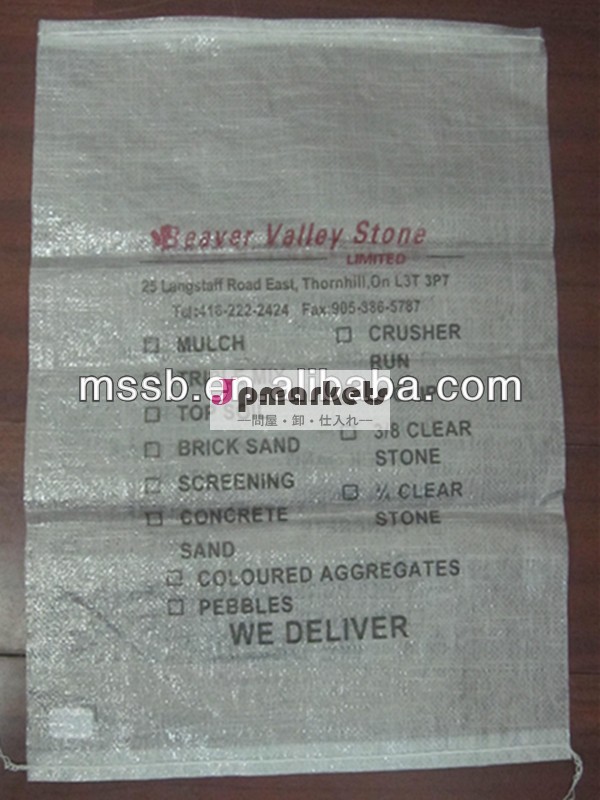 Beaver Valley Stone
LIMITED
25 Langstaff Road East, Thornhill,On L3T 3P7
Tel:416-222-2424 Fax:905-386-5787
MULCH
CRUSHER
RUN
mssb.en.alibaba.com
Jpmarkets
―問屋・卸・仕入れ―
TOP
BRICK SAND
3/8 CLEAR
STONE
SCREENING
¾ CLEAR
STONE
CONCRETE
SAND
COLOURED AGGREGATES
PEBBLES
WE DELIVER